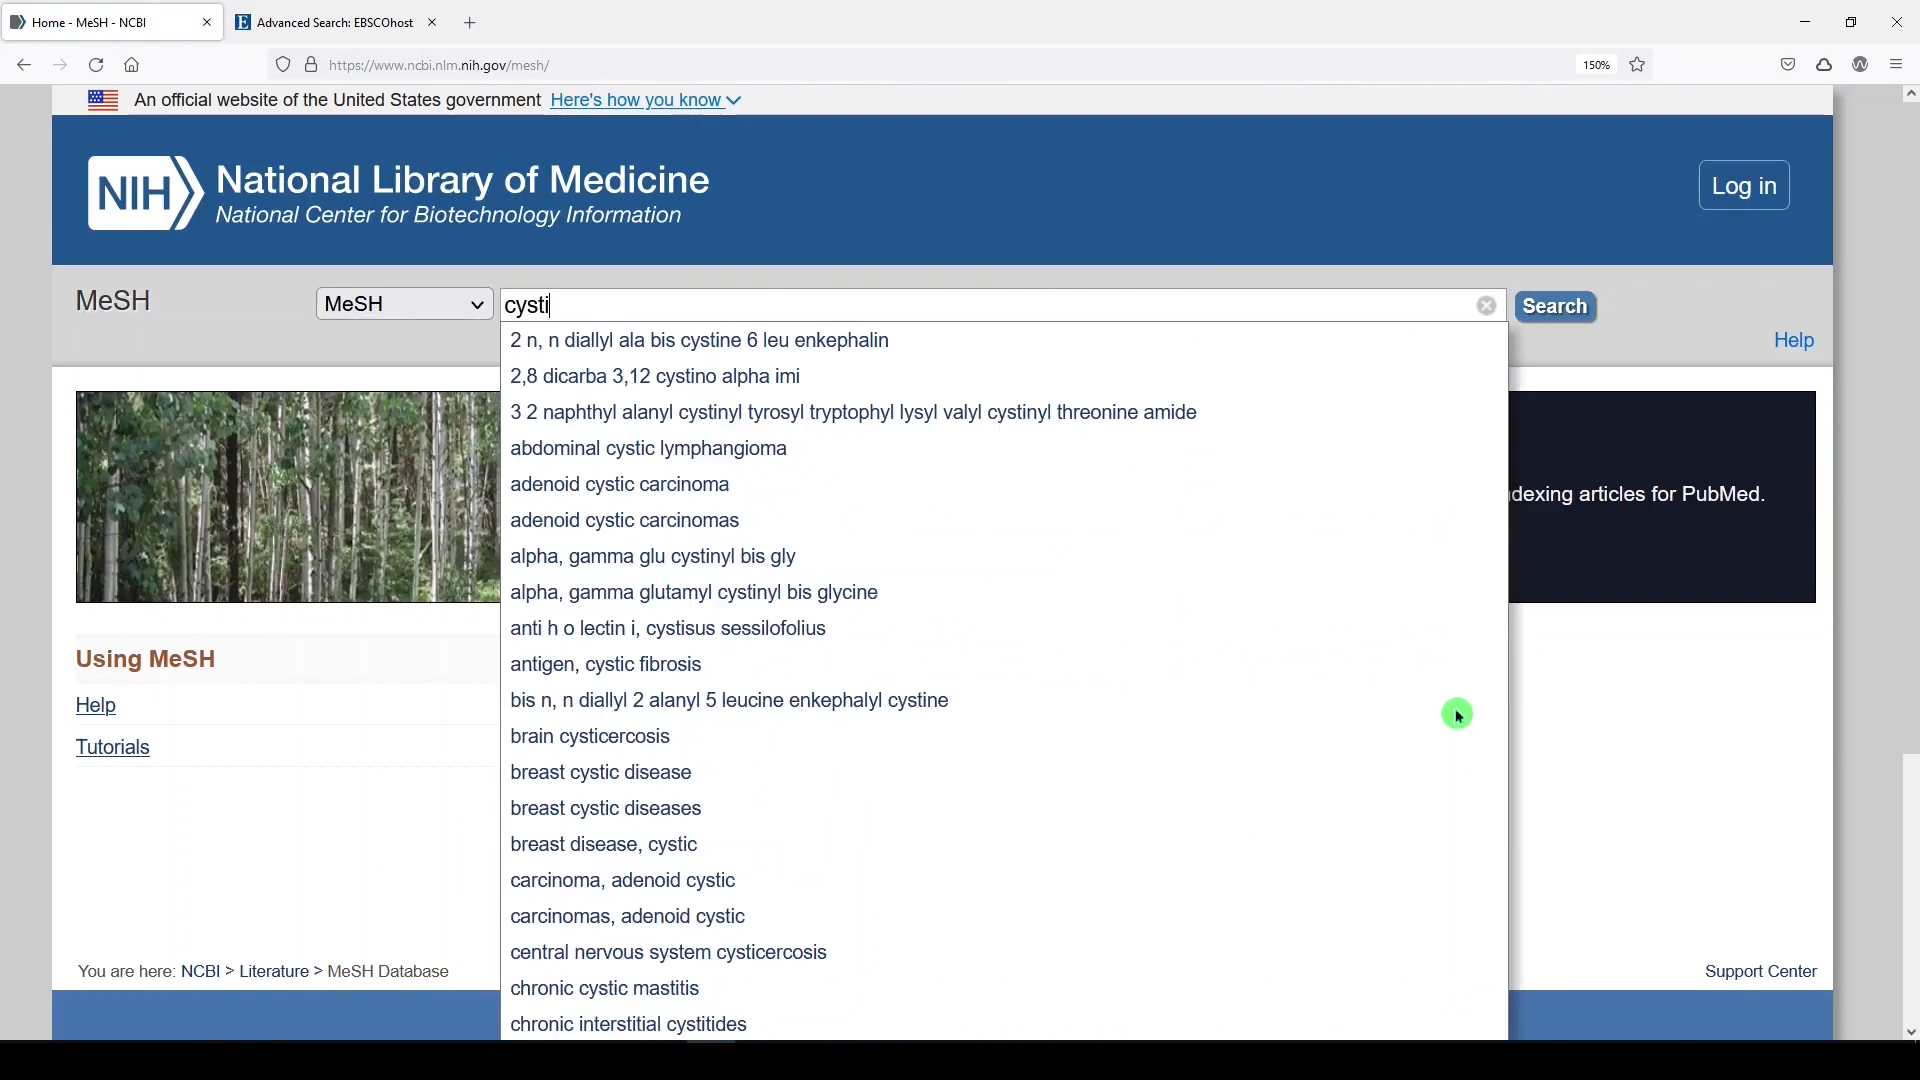 Home - MeSH - NCBI
Advanced Search: EBSCOhost
https://www.ncbi.nlm.nih.gov/mesh/
150%
An official website of the United States government Here's how you know
NIH
National Library of Medicine
National Center for Biotechnology Information
Log in
MeSH
MeSH
cysti
Search
Help
2 n, n diallyl ala bis cystine 6 leu enkephalin
2,8 dicarba 3,12 cystino alpha imi
3 2 naphthyl alanyl cystinyl tyrosyl tryptophyl lysyl valyl cystinyl threonine amide
abdominal cystic lymphangioma
adenoid cystic carcinoma
adenoid cystic carcinomas
alpha, gamma glu cystinyl bis gly
alpha, gamma glutamyl cystinyl bis glycine
anti h o lectin i, cystisus sessilofolius
antigen, cystic fibrosis
bis n, n diallyl 2 alanyl 5 leucine enkephalyl cystine
brain cysticercosis
breast cystic disease
breast cystic diseases
breast disease, cystic
carcinoma, adenoid cystic
carcinomas, adenoid cystic
central nervous system cysticercosis
chronic cystic mastitis
chronic interstitial cystitides
dexing articles for PubMed.
Using MeSH
Help
Tutorials
You are here: NCBI > Literature > MeSH Database
Support Center